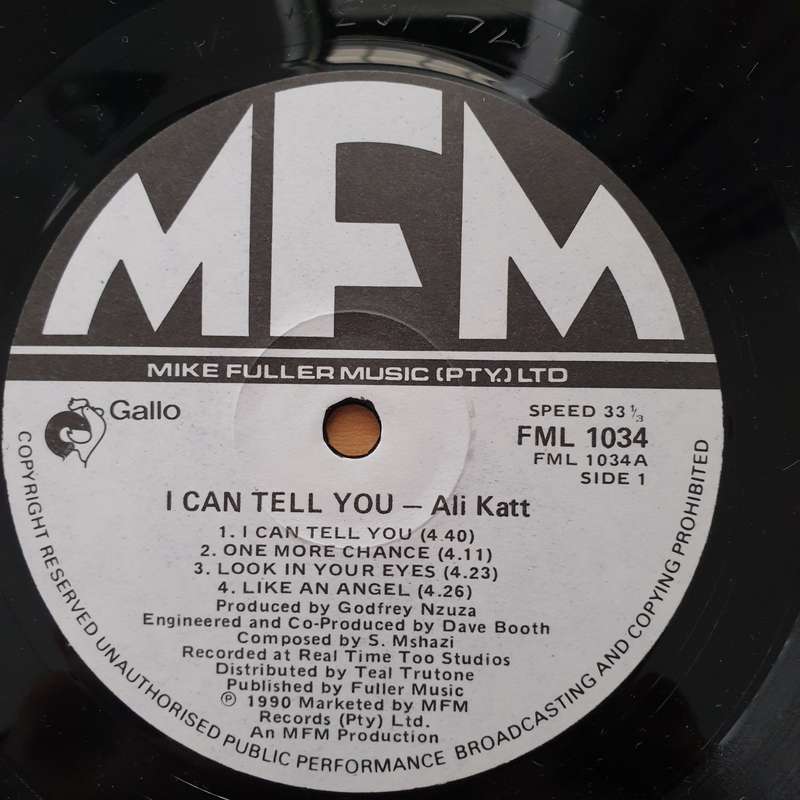 MFM
MIKE FULLER MUSIC (PTY.) LTD
Gallo
SPEED 33 ⅓
FML 1034
FML 1034A
SIDE 1
I CAN TELL YOU – Ali Katt
1. I CAN TELL YOU (4.40)
2. ONE MORE CHANCE (4.11)
3. LOOK IN YOUR EYES (4.23)
4. LIKE AN ANGEL (4.26)
Produced by Godfrey Nzuza
Engineered and Co-Produced by Dave Booth
Composed by S. Mshazi
Recorded at Real Time Too Studios
Distributed by Teal Trutone
Published by Fuller Music
℗ 1990 Marketed by MFM
Records (Pty) Ltd.
An MFM Production
COPYRIGHT RESERVED UNAUTHORISED PUBLIC PERFORMANCE BROADCASTING AND COPYING PROHIBITED